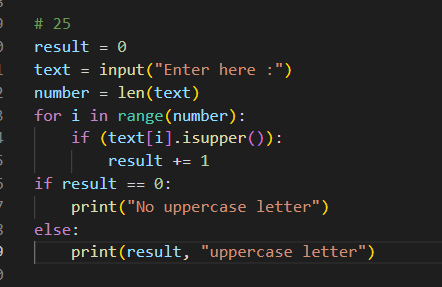 # 25
result = 0
text = input("Enter here :")
number = len(text)
for i in range(number):
    if (text[i].isupper()):
        result += 1
if result == 0:
    print("No uppercase letter")
else:
    print(result, "uppercase letter")